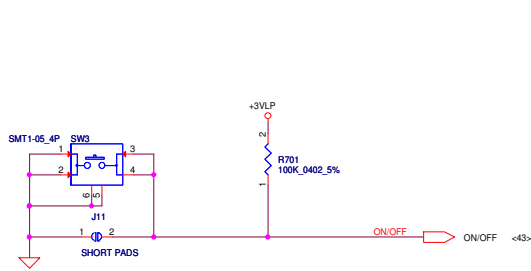 +3VLP
SMT1-05_4P SW3
1 3
2 4
2
R701
100K_0402_5%
1
6 5
J11
1 2
SHORT PADS
ON/OFF
ON/OFF <43>